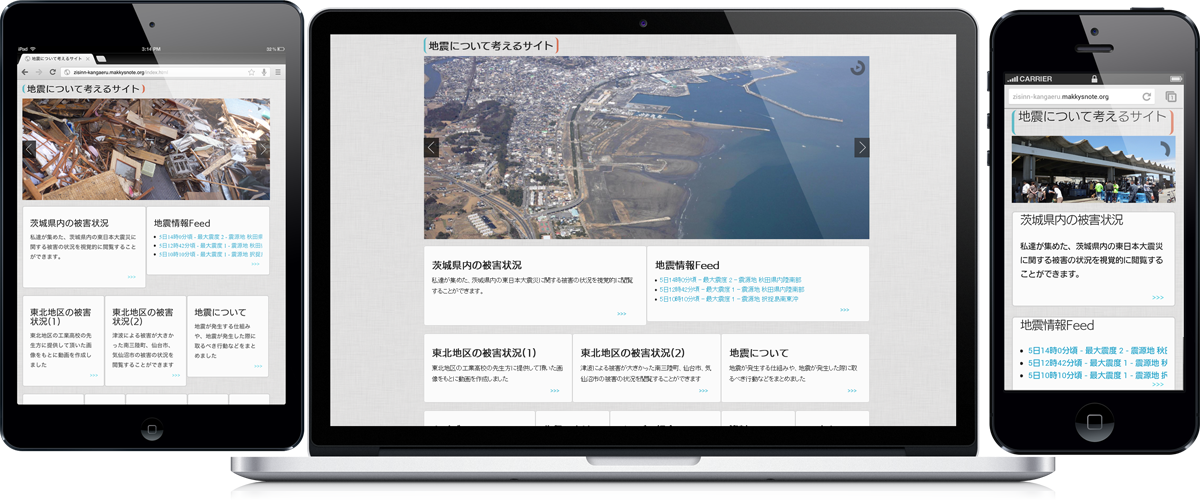 iPad
3:14 PM
地震について考えるサイト
zisinn-kangaeru.makkysnote.org/index.html
地震について考えるサイト
茨城県内の被害状況
私達が集めた、茨城県内の東日本大震災に
関する被害の状況を視覚的に閲覧すること
ができます。
>>>
地震情報Feed
5日14時0分頃 - 最大震度 2 - 震源地 秋田県
5日12時42分頃 - 最大震度 1 - 震源地 秋田
5日10時10分頃 - 最大震度 1 - 震源地 択捉
>>>
東北地区の被害
状況(1)
東北地区の工業高校の先
生方に提供して頂いた画
像をもとに動画を作成し
ました
>>>
東北地区の被害
状況(2)
津波による被害が大きか
った南三陸町、仙台市、
気仙沼市の被害の状況を
閲覧することができます
>>>
地震について
地震が発生する仕組み
や、地震が発生した際に
取るべき行動などをまと
めました
>>>
地震について考えるサイト
茨城県内の被害状況
私達が集めた、茨城県内の東日本大震災に関する被害の状況を視覚的に閲覧
することができます。
>>>
地震情報Feed
5日14時0分頃 - 最大震度 2 - 震源地 秋田県内陸南部
5日12時42分頃 - 最大震度 1 - 震源地 秋田県内陸南部
5日10時10分頃 - 最大震度 1 - 震源地 択捉島南東沖
>>>
東北地区の被害状況(1)
東北地区の工業高校の先生方に提供して頂いた画
像をもとに動画を作成しました
>>>
東北地区の被害状況(2)
津波による被害が大きかった南三陸町、仙台市、気
仙沼市の被害の状況を閲覧することができます
>>>
地震について
地震が発生する仕組みや、地震が発生した際に取
るべき行動などをまとめました
>>>
CARRIER
zisinn-kangaeru.makkysnote.org
地震について考えるサイト
茨城県内の被害状況
私達が集めた、茨城県内の東日本大震災
に関する被害の状況を視覚的に閲覧する
ことができます。
>>>
地震情報Feed
5日14時0分頃 - 最大震度 2 - 震源地 秋
5日12時42分頃 - 最大震度 1 - 震源地
5日10時10分頃 - 最大震度 1 - 震源地 択
>>>